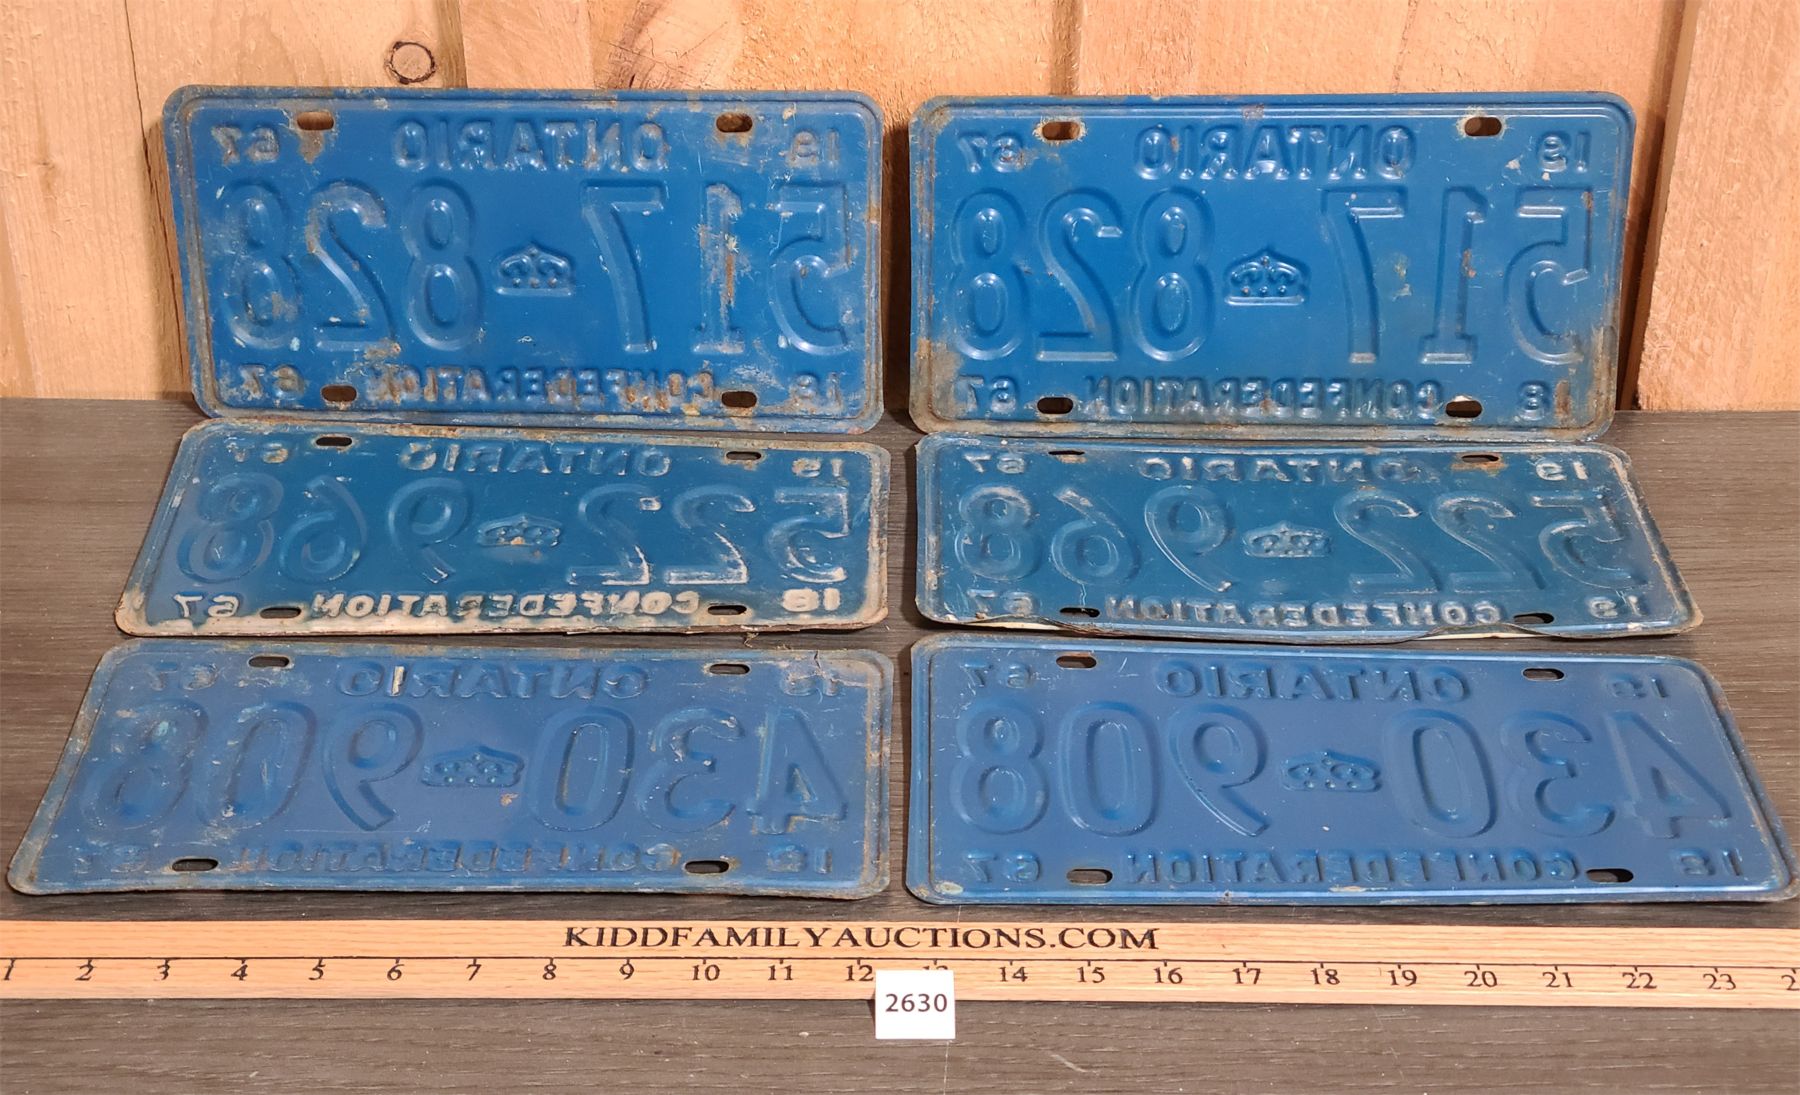 19 ONTARIO 67
517 828
18 CONFEDERATION 67
19 ONTARIO 67
517 828
18 CONFEDERATION 67
19 ONTARIO 67
522 968
18 CONFEDERATION 67
19 ONTARIO 67
522 968
18 CONFEDERATION 67
19 ONTARIO 67
430 908
18 CONFEDERATION 67
19 ONTARIO 67
430 908
18 CONFEDERATION 67
KIDDFAMILYAUCTIONS.COM
1 2 3 4 5 6 7 8 9 10 11 12 13 14 15 16 17 18 19 20 21 22 23
2630